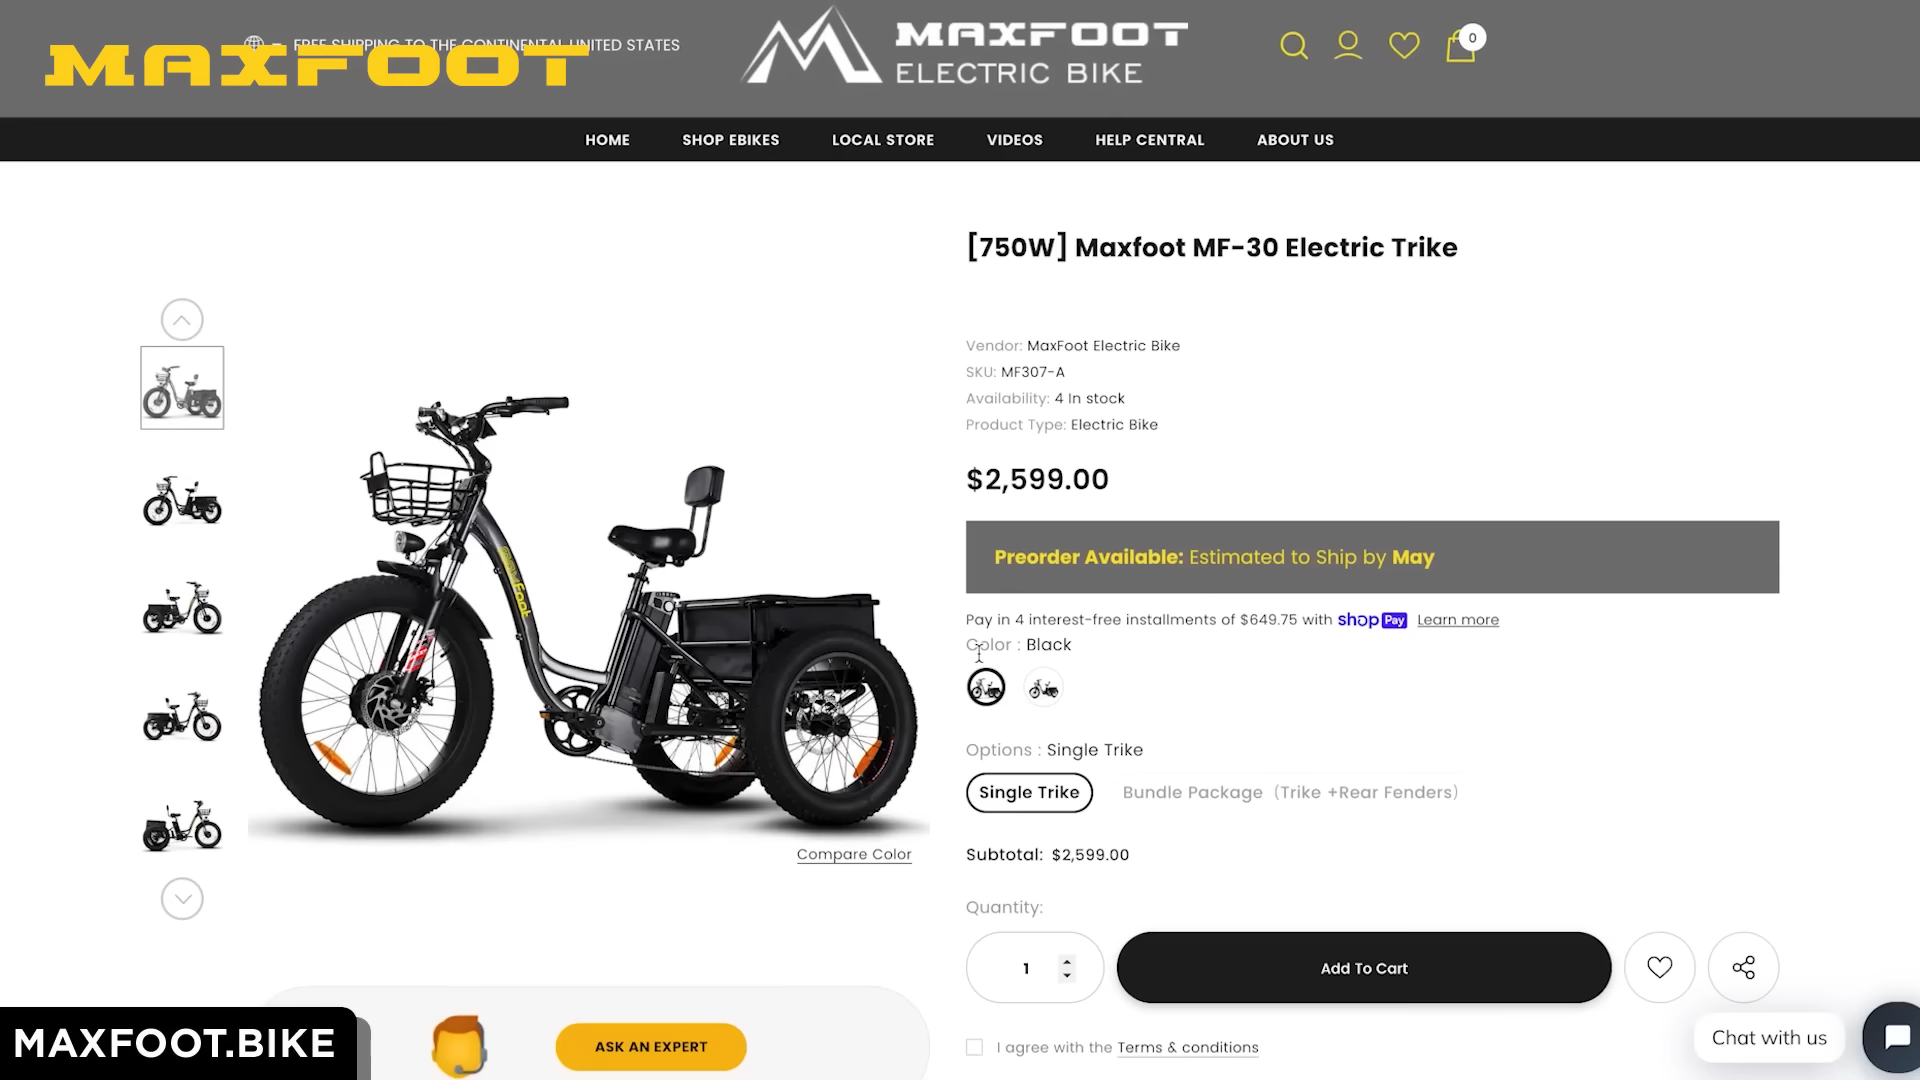 FREE SHIPPING TO THE CONTINENTAL UNITED STATES
MAXFOOT
MAXFOOT
ELECTRIC BIKE
0
HOME SHOP EBIKES LOCAL STORE VIDEOS HELP CENTRAL ABOUT US
[750W] Maxfoot MF-30 Electric Trike
Vendor: MaxFoot Electric Bike
SKU: MF307-A
Availability: 4 In stock
Product Type: Electric Bike
$2,599.00
Preorder Available: Estimated to Ship by May
Pay in 4 interest-free installments of $649.75 with shop Pay Learn more
Color : Black
Options : Single Trike
Single Trike Bundle Package (Trike +Rear Fenders)
Compare Color
Subtotal: $2,599.00
Quantity:
1 Add To Cart
I agree with the Terms & conditions
Chat with us
ASK AN EXPERT
MAXFOOT.BIKE